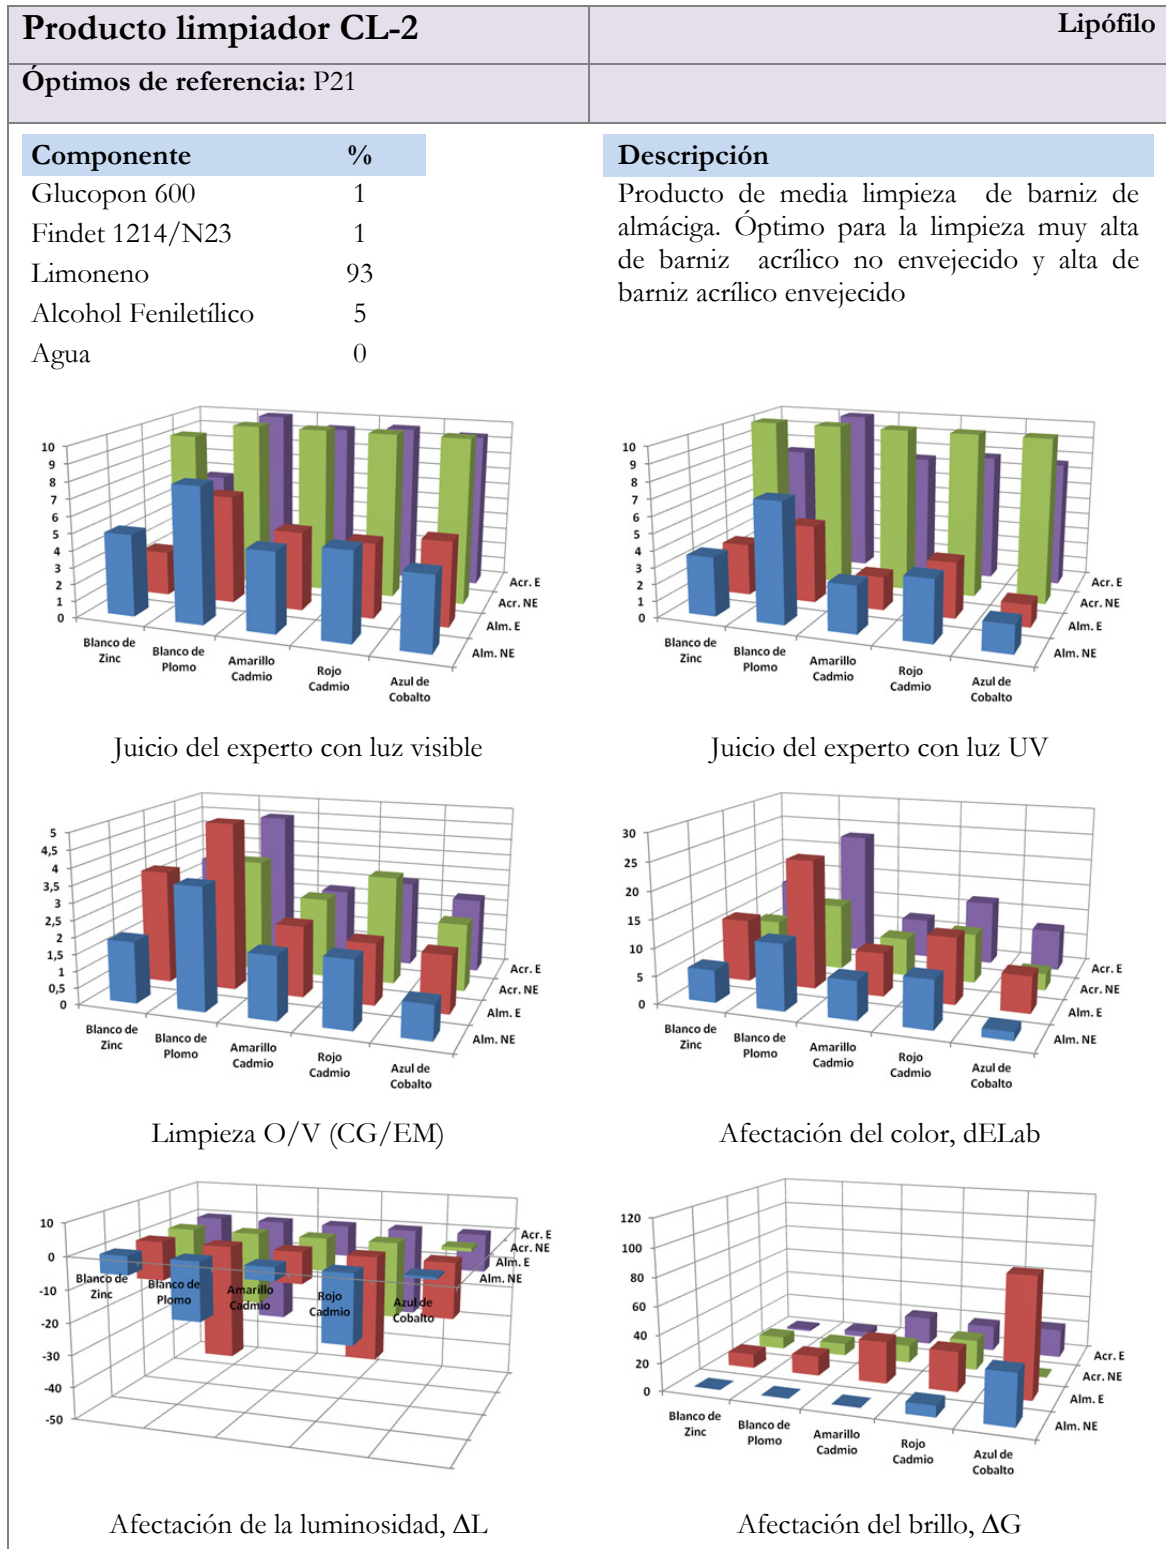 Producto limpiador CL-2
Lipófilo
Óptimos de referencia: P21
Componente %
Glucopon 600 1
Findet 1214/N23 1
Limoneno 93
Alcohol Feniletílico 5
Agua 0
Descripción
Producto de media limpieza de barniz de
almáciga. Óptimo para la limpieza muy alta
de barniz acrílico no envejecido y alta de
barniz acrílico envejecido
10
9
8
7
6
5
4
3
2
1
0
Blanco de
Zinc
Blanco de
Plomo
Amarillo
Cadmio
Rojo
Cadmio
Azul de
Cobalto
Acr. E
Acr. NE
Alm. E
Alm. NE
Juicio del experto con luz visible
10
9
8
7
6
5
4
3
2
1
0
Blanco de
Zinc
Blanco de
Plomo
Amarillo
Cadmio
Rojo
Cadmio
Azul de
Cobalto
Acr. E
Acr. NE
Alm. E
Alm. NE
Juicio del experto con luz UV
5
4,5
4
3,5
3
2,5
2
1,5
1
0,5
0
Blanco de
Zinc
Blanco de
Plomo
Amarillo
Cadmio
Rojo
Cadmio
Azul de
Cobalto
Acr. E
Acr. NE
Alm. E
Alm. NE
Limpieza O/V (CG/EM)
30
25
20
15
10
5
0
Blanco de
Zinc
Blanco de
Plomo
Amarillo
Cadmio
Rojo
Cadmio
Azul de
Cobalto
Acr. E
Acr. NE
Alm. E
Alm. NE
Afectación del color, dELab
10
0
-10
-20
-30
-40
-50
Blanco de
Zinc
Blanco de
Plomo
Amarillo
Cadmio
Rojo
Cadmio
Azul de
Cobalto
Acr. E
Acr. NE
Alm. E
Alm. NE
Afectación de la luminosidad, ΔL
120
100
80
60
40
20
0
Blanco de
Zinc
Blanco de
Plomo
Amarillo
Cadmio
Rojo
Cadmio
Azul de
Cobalto
Acr. E
Acr. NE
Alm. E
Alm. NE
Afectación del brillo, ΔG